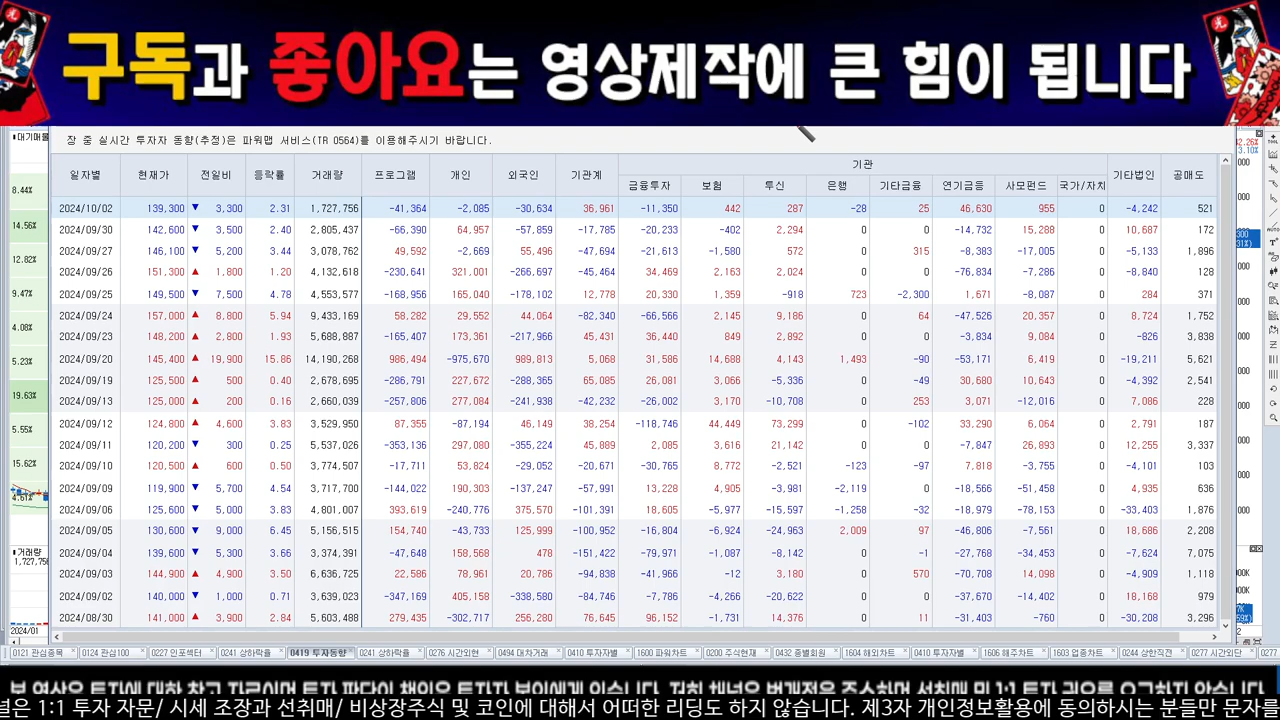 구독과 좋아요는 영상제작에 큰 힘이 됩니다
장 중 실시간 투자자 동향(추정)은 파워맵 서비스(TR 0564)를 이용해주시기 바랍니다.
일자별 현재가 전일비 등락률 거래량 프로그램 개인 외국인 기관계 기관 기타법인 공매도
금융투자 보험 투신 은행 기타금융 연기금등 사모펀드 국가/자치
2024/10/02 139,300 ▼ 3,300 2.31 1,727,756 -41,364 -2,085 -30,634 36,961 -11,350 442 287 -28 25 46,630 955 0 -4,242 521
2024/09/30 142,600 ▼ 3,500 2.40 2,805,437 -66,390 64,957 -57,859 -17,785 -20,233 -402 2,294 0 0 -14,732 15,288 0 10,687 172
2024/09/27 146,100 ▼ 5,200 3.44 3,078,762 49,592 -2,669 55,496 -47,694 -21,613 -1,580 572 0 315 -8,383 -17,005 0 -5,133 1,896
2024/09/26 151,300 ▲ 1,800 1.20 4,132,618 -230,641 321,001 -266,697 -45,464 34,469 2,163 2,024 0 0 -76,834 -7,286 0 -8,840 128
2024/09/25 149,500 ▼ 7,500 4.78 4,553,577 -168,956 165,040 -178,102 12,778 20,330 1,359 -918 723 -2,300 1,671 -8,087 0 284 371
2024/09/24 157,000 ▲ 8,800 5.94 9,433,169 58,282 29,552 44,064 -82,340 -66,566 2,145 9,186 0 64 -47,526 20,357 0 8,724 1,752
2024/09/23 148,200 ▲ 2,800 1.93 5,688,887 -165,407 173,361 -217,966 45,431 36,440 849 2,892 0 0 -3,834 9,084 0 -826 3,838
2024/09/20 145,400 ▲ 19,900 15.86 14,190,268 986,494 -975,670 989,813 5,068 31,586 14,688 4,143 1,493 -90 -53,171 6,419 0 -19,211 5,621
2024/09/19 125,500 ▲ 500 0.40 2,678,695 -286,791 227,672 -288,365 65,085 26,081 3,066 -5,336 0 -49 30,680 10,643 0 -4,392 2,541
2024/09/13 125,000 ▲ 200 0.16 2,660,039 -257,806 277,084 -241,938 -42,232 -26,002 3,170 -10,708 0 253 3,071 -12,016 0 7,086 228
2024/09/12 124,800 ▲ 4,600 3.83 3,529,950 87,355 -87,194 46,149 38,254 -118,746 44,449 73,299 0 -102 33,290 6,064 0 2,791 187
2024/09/11 120,200 ▼ 300 0.25 5,537,026 -353,136 297,080 -355,224 45,889 2,085 3,616 21,142 0 0 -7,847 26,893 0 12,255 3,337
2024/09/10 120,500 ▲ 600 0.50 3,774,507 -17,711 53,824 -29,052 -20,671 -30,765 8,772 -2,521 -123 -97 7,818 -3,755 0 -4,101 103
2024/09/09 119,900 ▼ 5,700 4.54 3,717,700 -144,022 190,303 -137,247 -57,991 13,228 4,905 -3,981 -2,119 0 -18,566 -51,458 0 4,935 636
2024/09/06 125,600 ▼ 5,000 3.83 4,801,007 393,619 -240,776 375,570 -101,391 18,605 -5,977 -15,597 -1,258 -32 -18,979 -78,153 0 -33,403 1,876
2024/09/05 130,600 ▼ 9,000 6.45 5,156,515 154,740 -43,733 125,999 -100,952 -16,804 -6,924 -24,963 2,009 97 -46,806 -7,561 0 18,686 2,208
2024/09/04 139,600 ▼ 5,300 3.66 3,374,391 -47,648 158,568 478 -151,422 -79,971 -1,087 -8,142 0 -1 -27,768 -34,453 0 -7,624 7,075
2024/09/03 144,900 ▲ 4,900 3.50 6,636,725 22,586 78,961 20,786 -94,838 -41,966 -12 3,180 0 570 -70,708 14,098 0 -4,909 1,118
2024/09/02 140,000 ▼ 1,000 0.71 3,639,023 -347,169 405,158 -338,580 -84,746 -7,786 -4,266 -20,622 0 0 -37,670 -14,402 0 18,168 979
2024/08/30 141,000 ▲ 3,900 2.84 5,603,488 279,435 -302,717 256,280 76,645 96,152 -1,731 14,376 0 11 -31,403 -760 0 -30,208 3,296
대기매물
8.44%
14.56%
12.82%
9.47%
4.08%
5.23%
19.63%
5.55%
15.62%
4.61%
거래량
1,727,756
2024/01
0121 관심종목 0124 관심100 0227 인포섹터 0241 상하락율 0419 투자동향 0241 상하락율 0276 시간외현 0494 대차거래 0410 투자자별 1600 파워차트 0200 주식현재 0432 종별회원 1604 해외차트 0410 투자자별 1606 해주차트 1603 업종차트 0244 상한직전 0277 시간외단 0277
널은 1:1 투자 자문/ 시세 조장과 선취매/ 비상장주식 및 코인에 대해서 어떠한 리딩도 하지 않습니다. 제3자 개인정보활용에 동의하시는 분들만 문자를